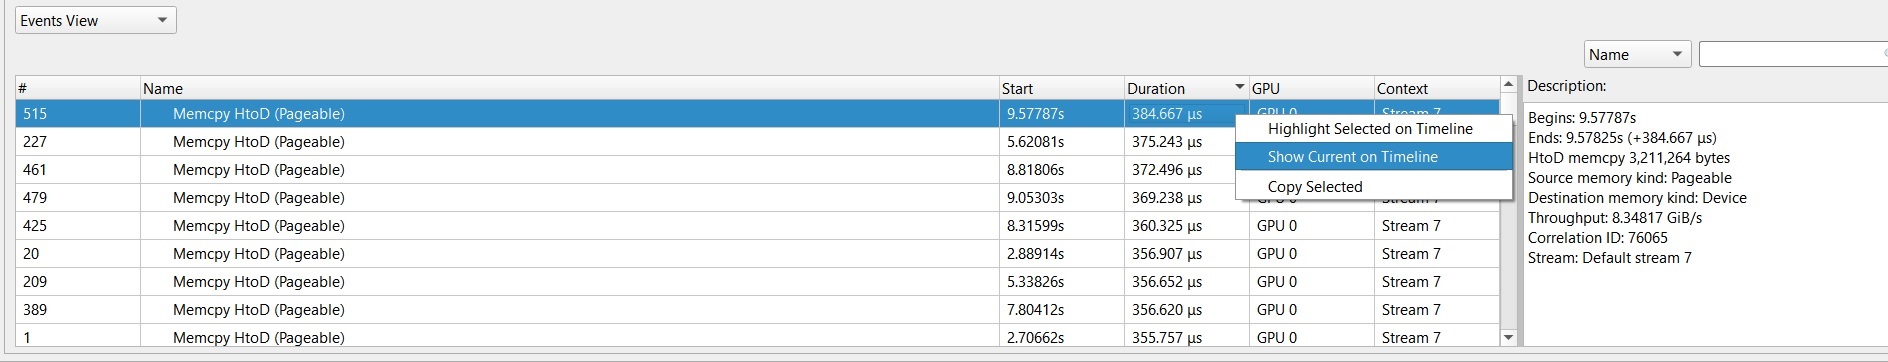 Events View
Name
# Name Start Duration GPU Context
Description:
515 Memcpy HtoD (Pageable) 9.57787s 384.667 µs GPU 0 Stream 7
227 Memcpy HtoD (Pageable) 5.62081s 375.243 µs
461 Memcpy HtoD (Pageable) 8.81806s 372.496 µs
479 Memcpy HtoD (Pageable) 9.05303s 369.238 µs GPU 0 Stream 7
425 Memcpy HtoD (Pageable) 8.31599s 360.325 µs GPU 0 Stream 7
20 Memcpy HtoD (Pageable) 2.88914s 356.907 µs GPU 0 Stream 7
209 Memcpy HtoD (Pageable) 5.33826s 356.652 µs GPU 0 Stream 7
389 Memcpy HtoD (Pageable) 7.80412s 356.620 µs GPU 0 Stream 7
1 Memcpy HtoD (Pageable) 2.70662s 355.757 µs GPU 0 Stream 7
Highlight Selected on Timeline
Show Current on Timeline
Copy Selected
Begins: 9.57787s
Ends: 9.57825s (+384.667 µs)
HtoD memcpy 3,211,264 bytes
Source memory kind: Pageable
Destination memory kind: Device
Throughput: 8.34817 GiB/s
Correlation ID: 76065
Stream: Default stream 7